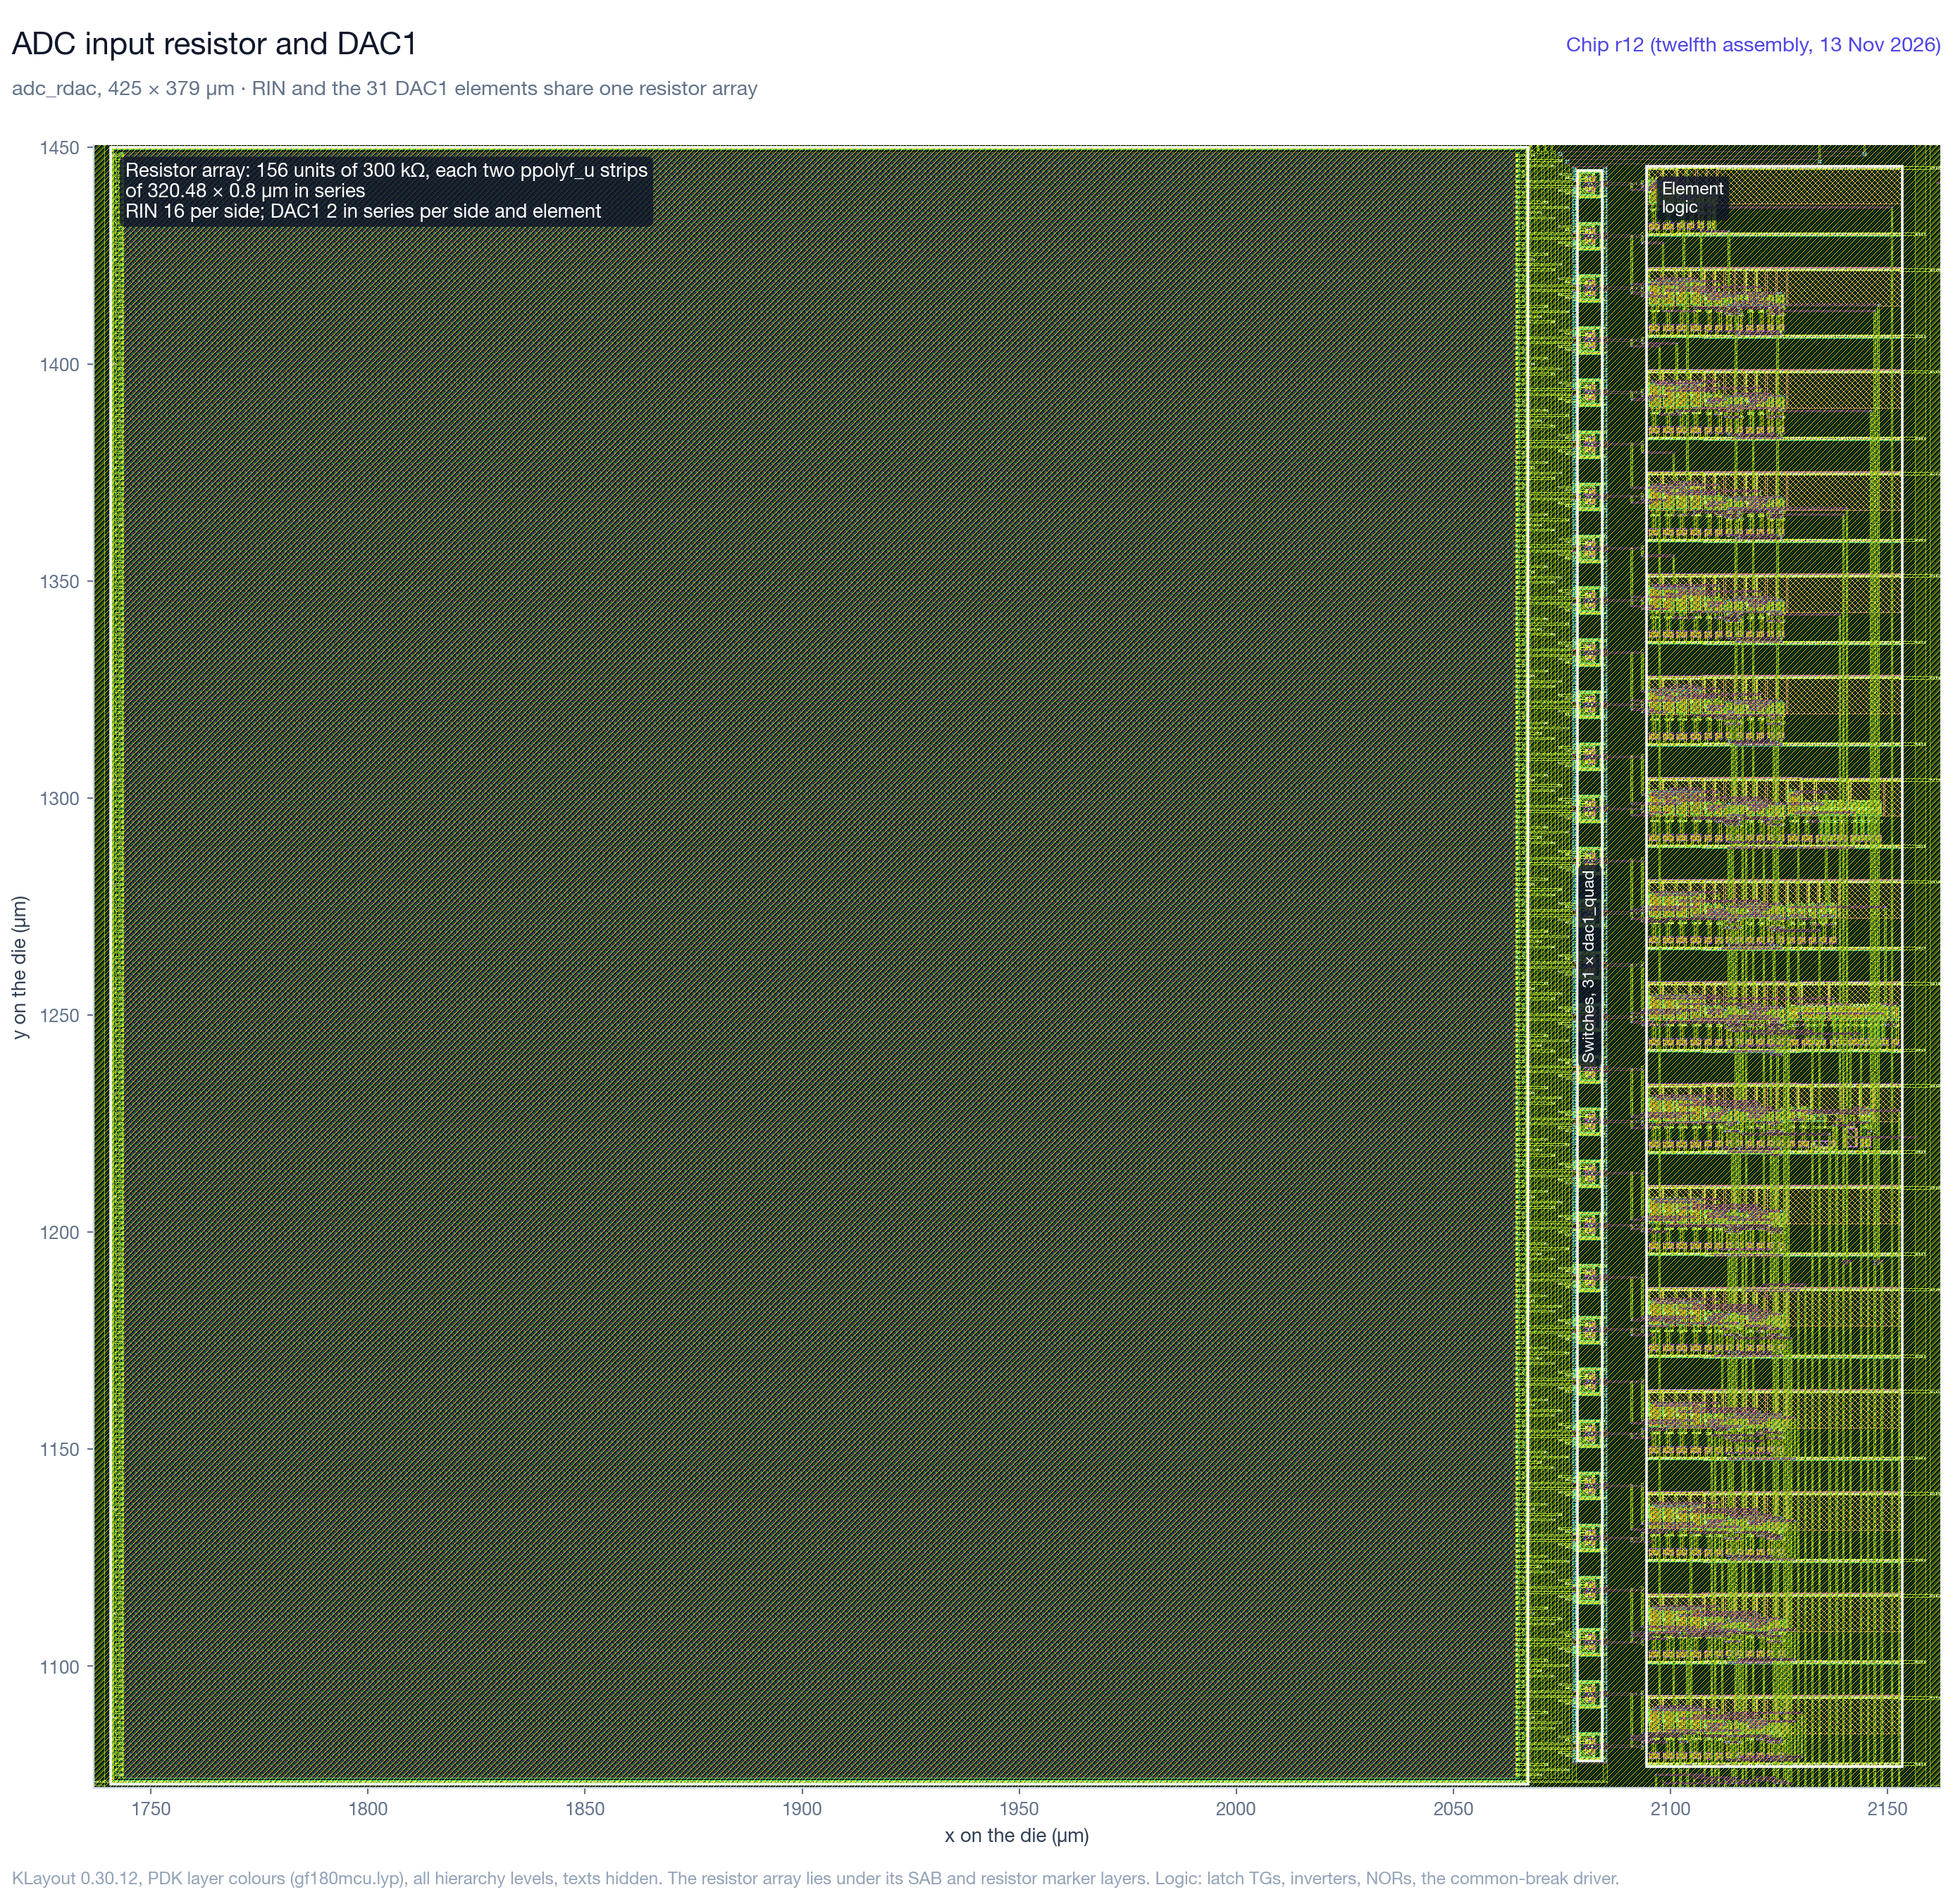 ADC input resistor and DAC1
Chip r12 (twelfth assembly, 13 Nov 2026)
adc_rdac, 425 × 379 µm · RIN and the 31 DAC1 elements share one resistor array
Resistor array: 156 units of 300 kΩ, each two ppolyf_u strips
of 320.48 × 0.8 µm in series
RIN 16 per side; DAC1 2 in series per side and element
Element
logic
Switches, 31 × dac1_quad
y on the die (µm)
1450
1400
1350
1300
1250
1200
1150
1100
1750
1800
1850
1900
1950
2000
2050
2100
2150
x on the die (µm)
KLayout 0.30.12, PDK layer colours (gf180mcu.lyp), all hierarchy levels, texts hidden. The resistor array lies under its SAB and resistor marker layers. Logic: latch TGs, inverters, NORs, the common-break driver.